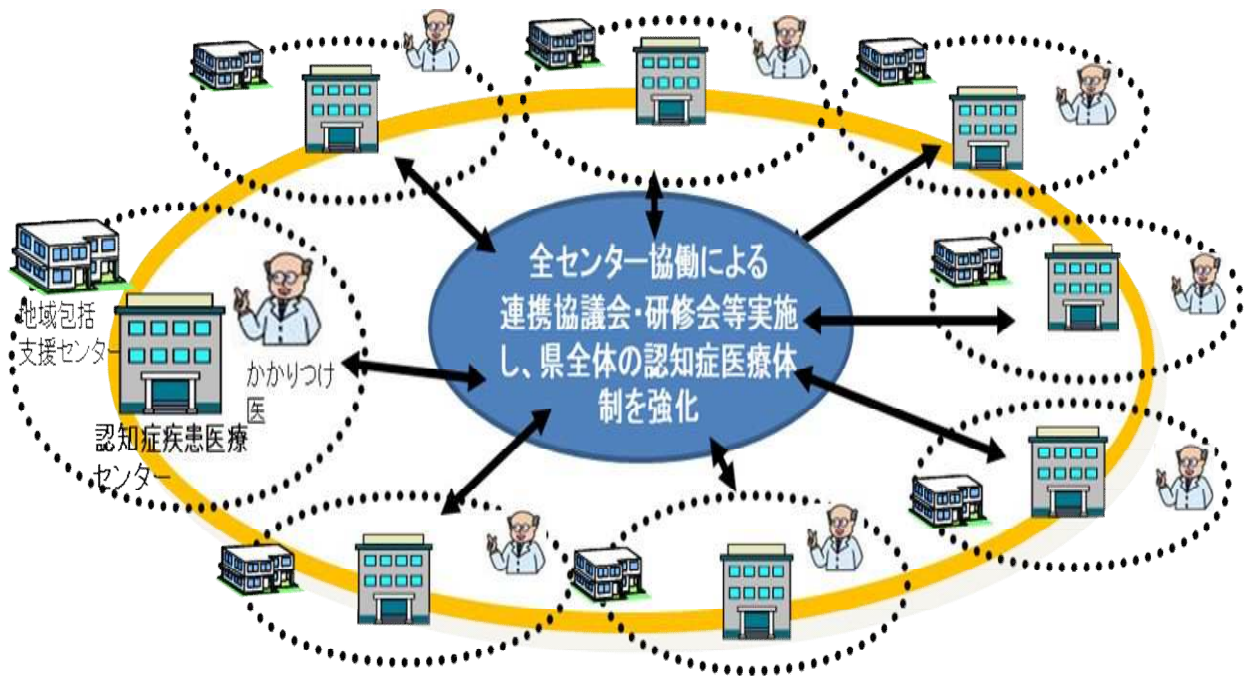 全センター協働による
連携協議会・研修会等実施
し、県全体の認知症医療体
制を強化
地域包括
支援センター
かかりつけ
医
認知症疾患医療
センター